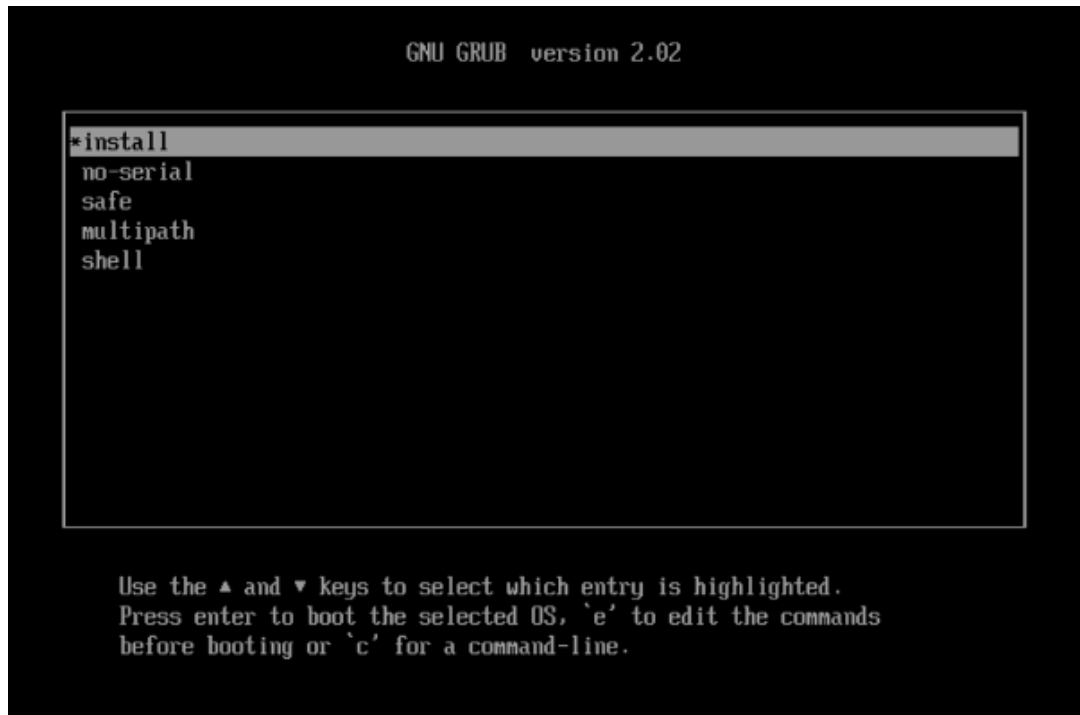 GNU GRUB  version 2.02
*install
no-serial
safe
multipath
shell
Use the ▲ and ▼ keys to select which entry is highlighted.
Press enter to boot the selected OS, `e' to edit the commands
before booting or `c' for a command-line.